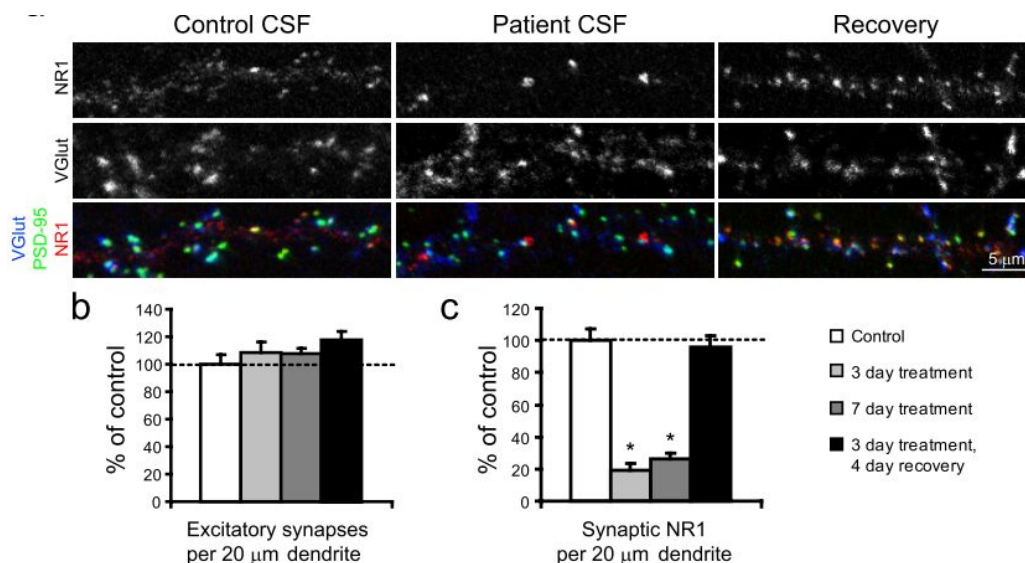 Control CSF
Patient CSF
Recovery
NR1
VGlut
VGlut
PSD-95
NR1
5 μm
b
% of control
140
120
100
80
60
40
20
0
Excitatory synapses
per 20 μm dendrite
c
% of control
120
100
80
60
40
20
0
* *
Synaptic NR1
per 20 μm dendrite
Control
3 day treatment
7 day treatment
3 day treatment,
4 day recovery